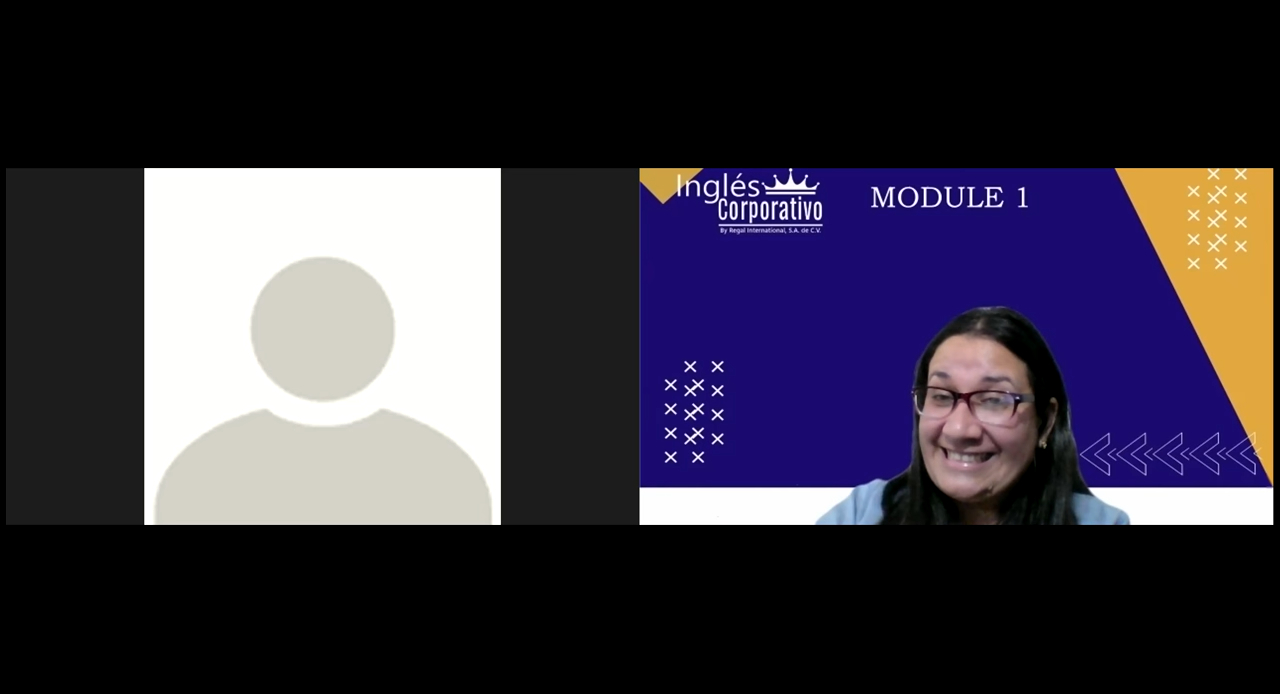 Inglés
Corporativo
By Regal International, S.A. de C.V.
MODULE 1